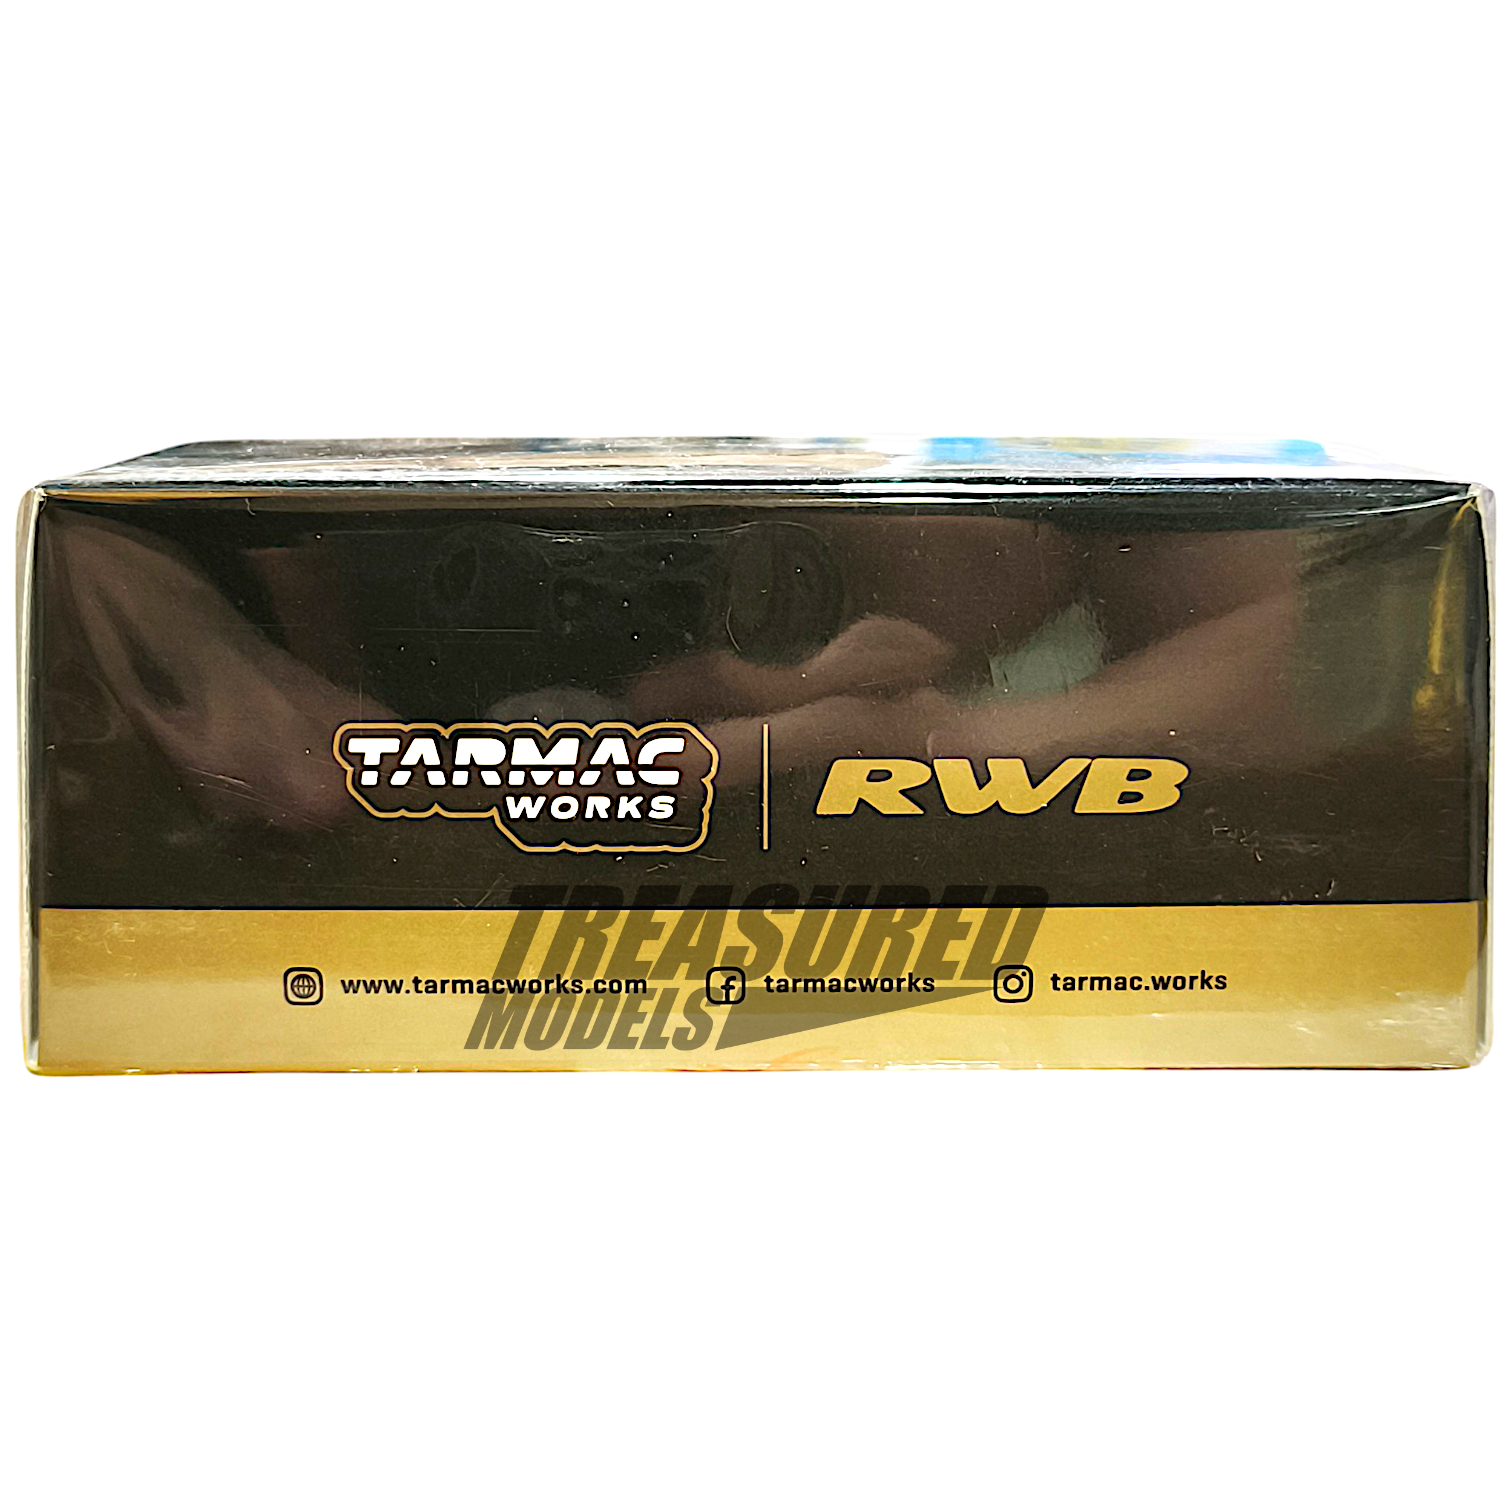 TARMAC
WORKS
RWB
TREASURED
MODELS
www.tarmacworks.com tarmacworks tarmac.works